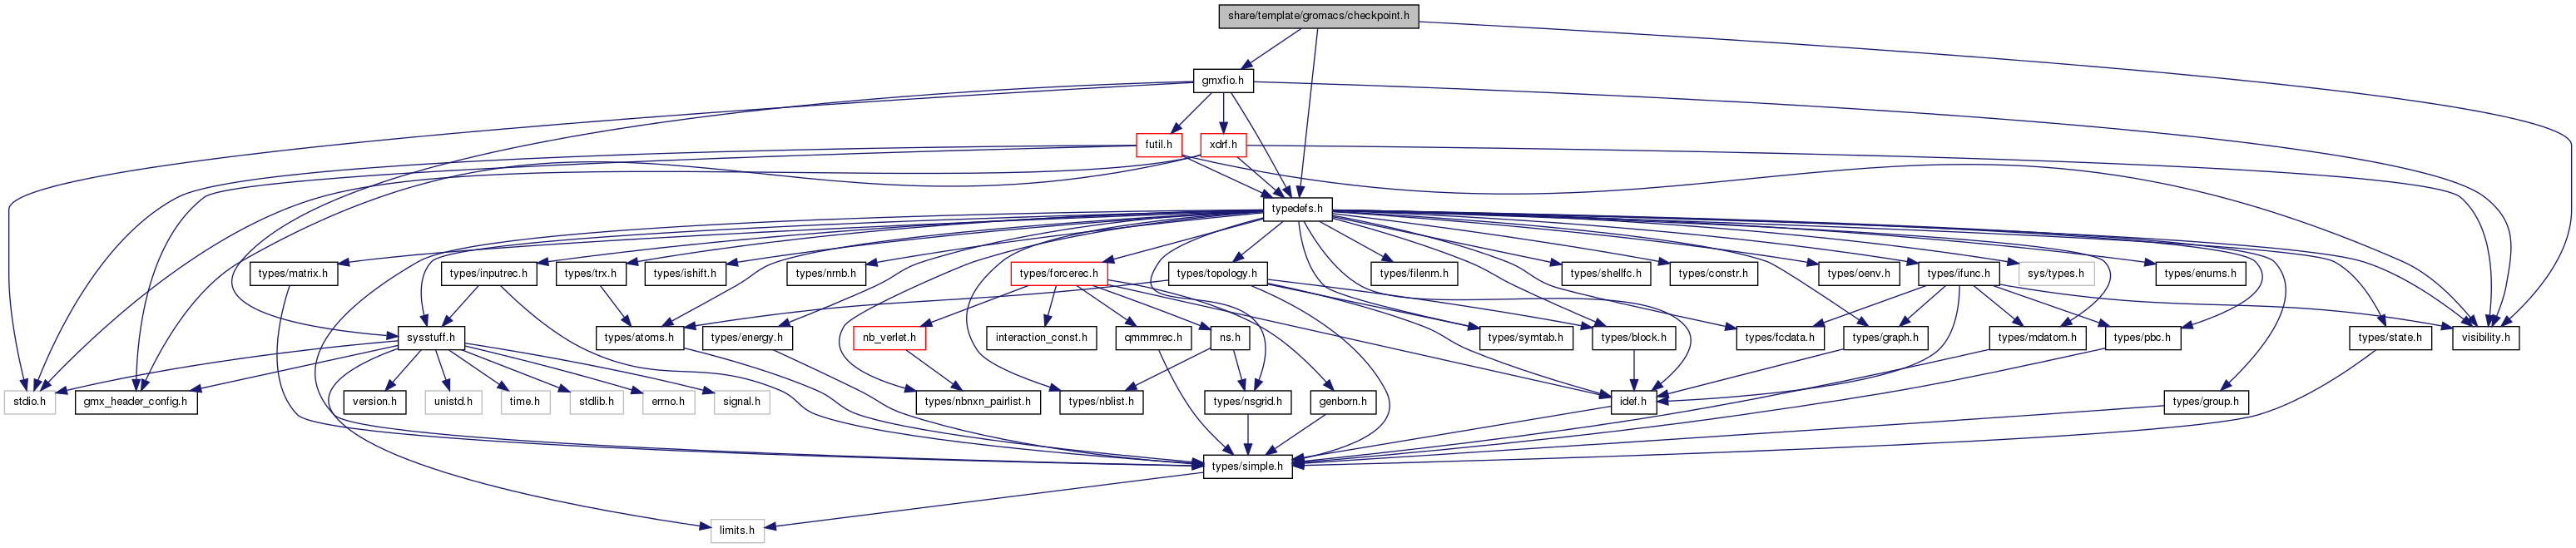 share/template/gromacs/checkpoint.h
gmxfio.h
futil.h
xdrf.h
typedefs.h
types/matrix.h
types/inputrec.h
types/trx.h
types/ishift.h
types/nrnb.h
types/forcerec.h
types/topology.h
types/filenm.h
types/shellfc.h
types/constr.h
types/oenv.h
types/ifunc.h
sys/types.h
types/enums.h
sysstuff.h
types/atoms.h
types/energy.h
nb_verlet.h
interaction_const.h
qmmmrec.h
ns.h
types/symtab.h
types/block.h
types/fcdata.h
types/graph.h
types/mdatom.h
types/pbc.h
types/state.h
visibility.h
stdio.h
gmx_header_config.h
version.h
unistd.h
time.h
stdlib.h
errno.h
signal.h
types/nbnxn_pairlist.h
types/nblist.h
types/nsgrid.h
genborn.h
idef.h
types/group.h
types/simple.h
limits.h